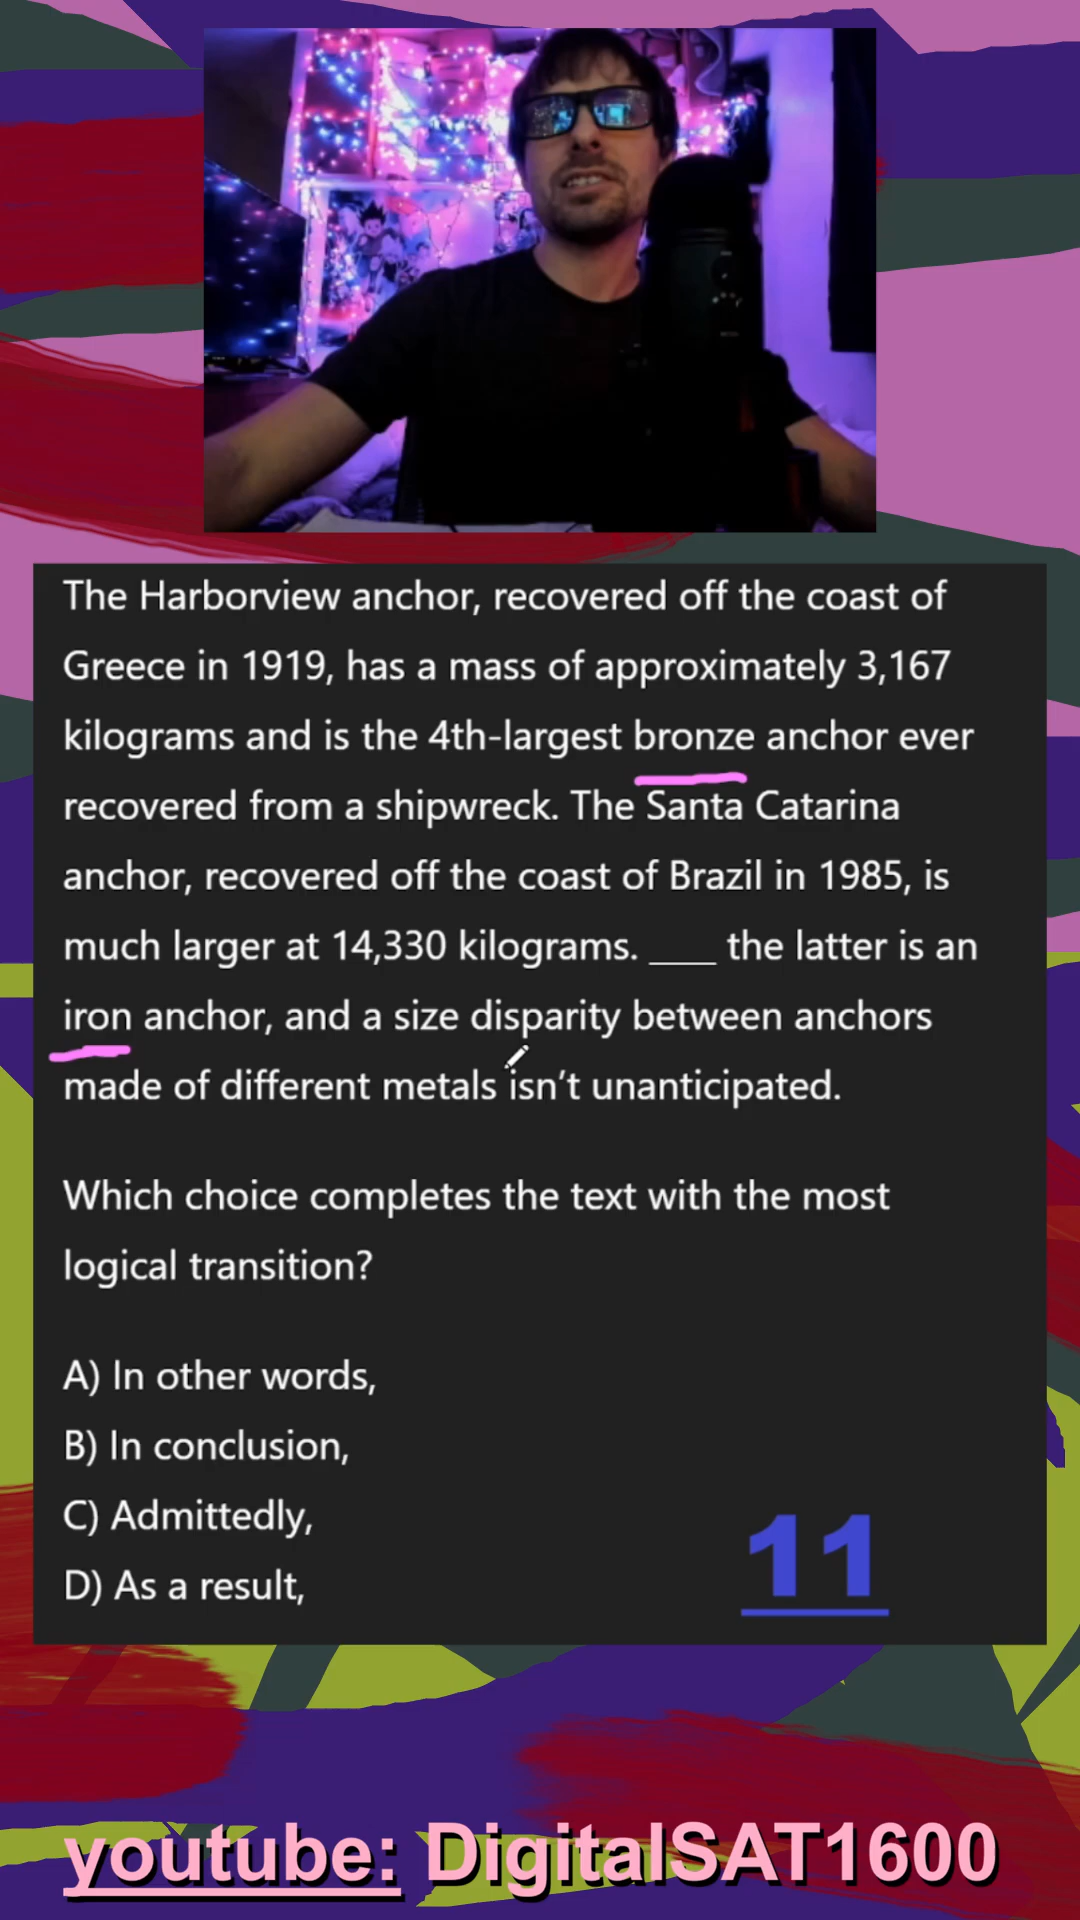 The Harborview anchor, recovered off the coast of
Greece in 1919, has a mass of approximately 3,167
kilograms and is the 4th-largest bronze anchor ever
recovered from a shipwreck. The Santa Catarina
anchor, recovered off the coast of Brazil in 1985, is
much larger at 14,330 kilograms. ____ the latter is an
iron anchor, and a size disparity between anchors
made of different metals isn't unanticipated.
Which choice completes the text with the most
logical transition?
A) In other words,
B) In conclusion,
C) Admittedly,
D) As a result,
11
youtube: DigitalSAT1600